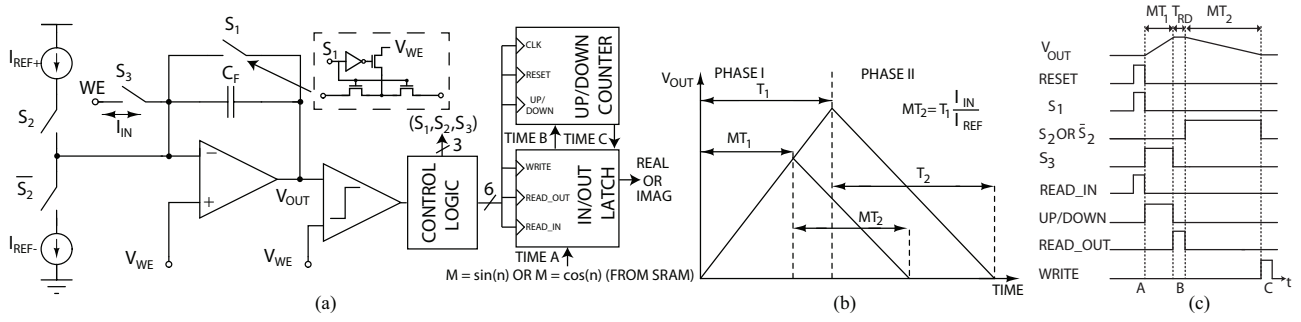 I_REF+
S_2
S̄_2
I_REF-
WE
S_3
I_IN
S_1
C_F
S_1
V_WE
V_OUT
V_WE
V_WE
(S_1,S_2,S_3)
3
CONTROL
LOGIC
6
CLK
RESET
UP/
DOWN
UP/DOWN
COUNTER
TIME B
TIME C
WRITE
READ_OUT
READ_IN
IN/OUT
LATCH
REAL
OR
IMAG
TIME A
M = sin(n) OR M = cos(n) (FROM SRAM)
(a)
V_OUT
PHASE I
PHASE II
T_1
MT_2=T_1 I_IN/I_REF
MT_1
T_2
MT_2
TIME
(b)
MT_1 T_RD MT_2
V_OUT
RESET
S_1
S_2 OR S̄_2
S_3
READ_IN
UP/DOWN
READ_OUT
WRITE
A B C t
(c)